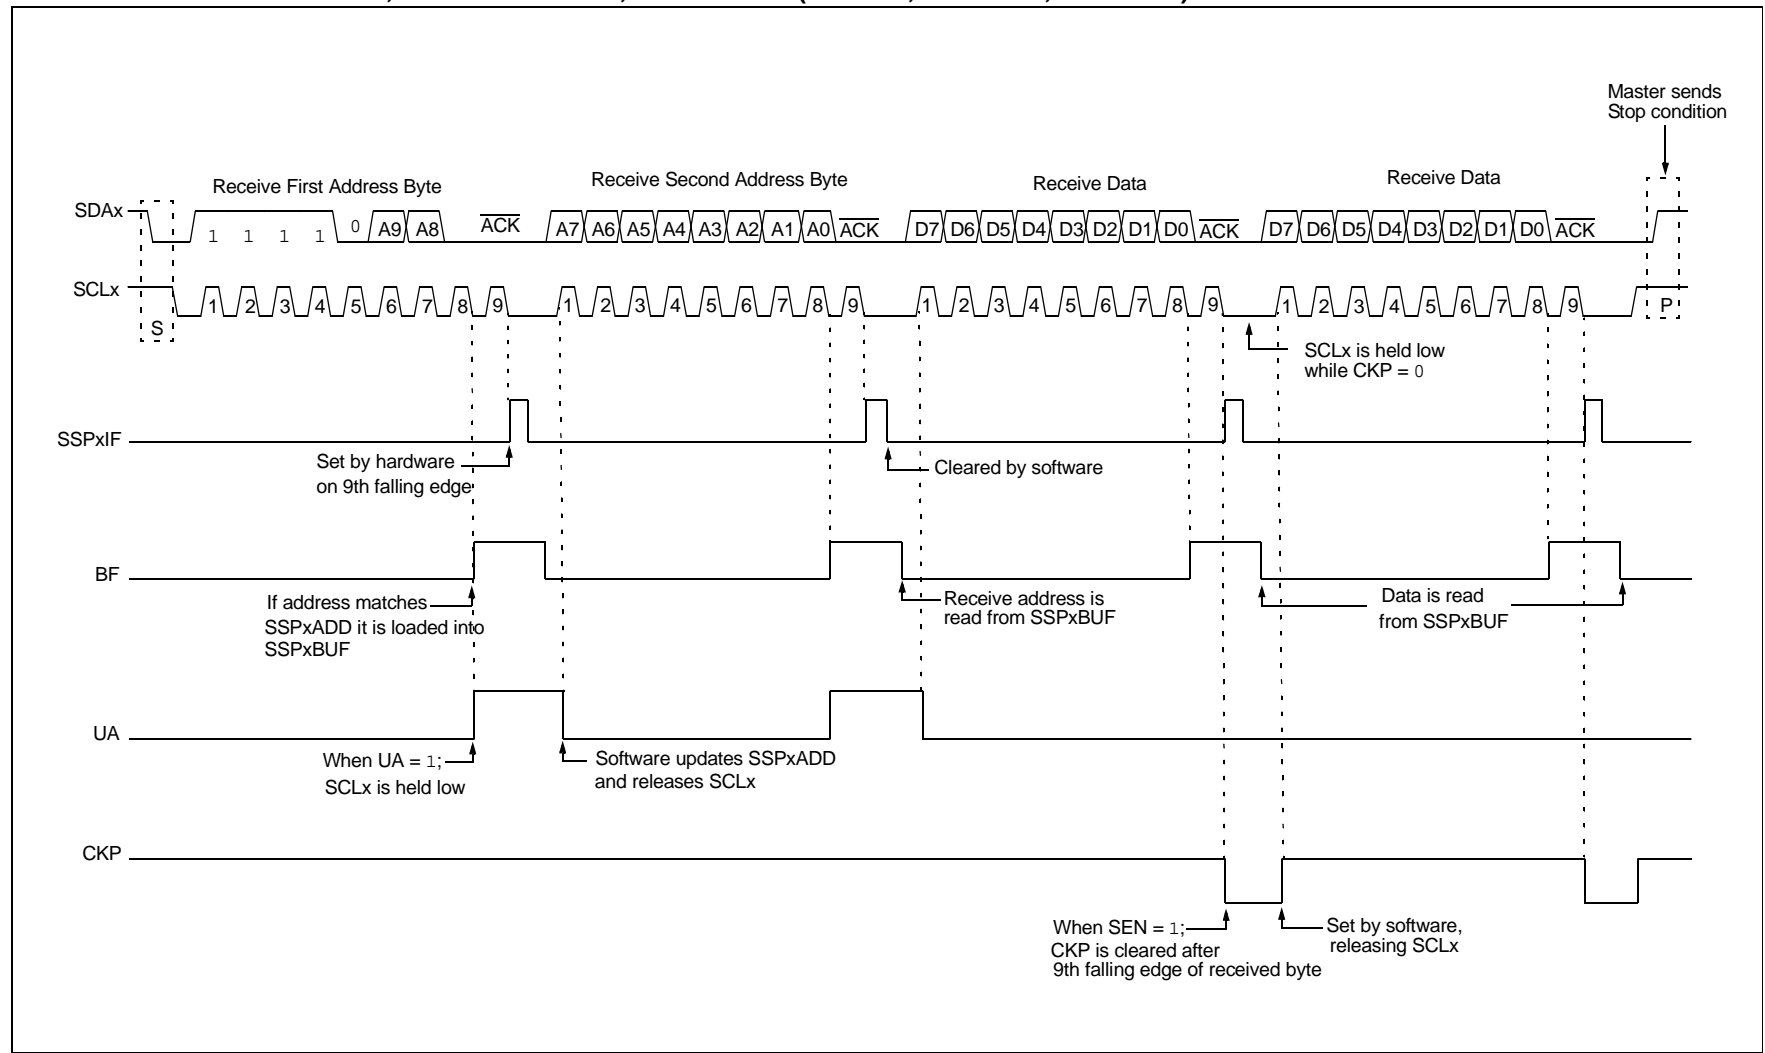 Master sends
Stop condition
Receive First Address Byte
Receive Second Address Byte
Receive Data
Receive Data
SDAx
1 1 1 1 0 A9 A8 ACK A7 A6 A5 A4 A3 A2 A1 A0 ACK D7 D6 D5 D4 D3 D2 D1 D0 ACK D7 D6 D5 D4 D3 D2 D1 D0 ACK
SCLx
S 1 2 3 4 5 6 7 8 9 1 2 3 4 5 6 7 8 9 1 2 3 4 5 6 7 8 9 1 2 3 4 5 6 7 8 9 P
SCLx is held low
while CKP = 0
SSPxIF
Set by hardware
on 9th falling edge
Cleared by software
BF
If address matches
SSPxADD it is loaded into
SSPxBUF
Receive address is
read from SSPxBUF
Data is read
from SSPxBUF
UA
When UA = 1;
SCLx is held low
Software updates SSPxADD
and releases SCLx
CKP
When SEN = 1;
CKP is cleared after
9th falling edge of received byte
Set by software,
releasing SCLx